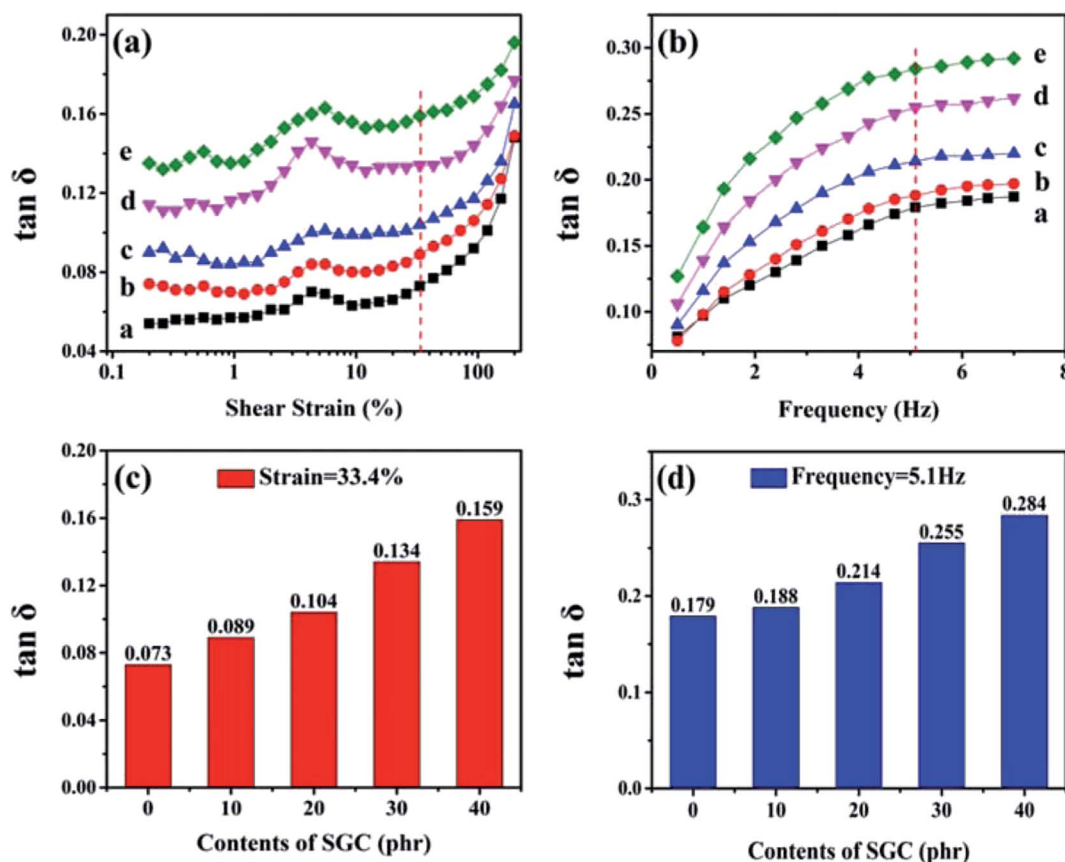 (a)
0.20
0.16
0.12
0.08
0.04
tan δ
e
d
c
b
a
0.1
1
10
100
Shear Strain (%)
(b)
0.30
0.25
0.20
0.15
0.10
tan δ
e
d
c
b
a
0
2
4
6
8
Frequency (Hz)
(c)
Strain=33.4%
0.20
0.16
0.12
0.08
0.04
0.00
tan δ
0.073
0.089
0.104
0.134
0.159
0
10
20
30
40
Contents of SGC (phr)
(d)
Frequency=5.1Hz
0.3
0.2
0.1
0.0
tan δ
0.179
0.188
0.214
0.255
0.284
0
10
20
30
40
Contents of SGC (phr)